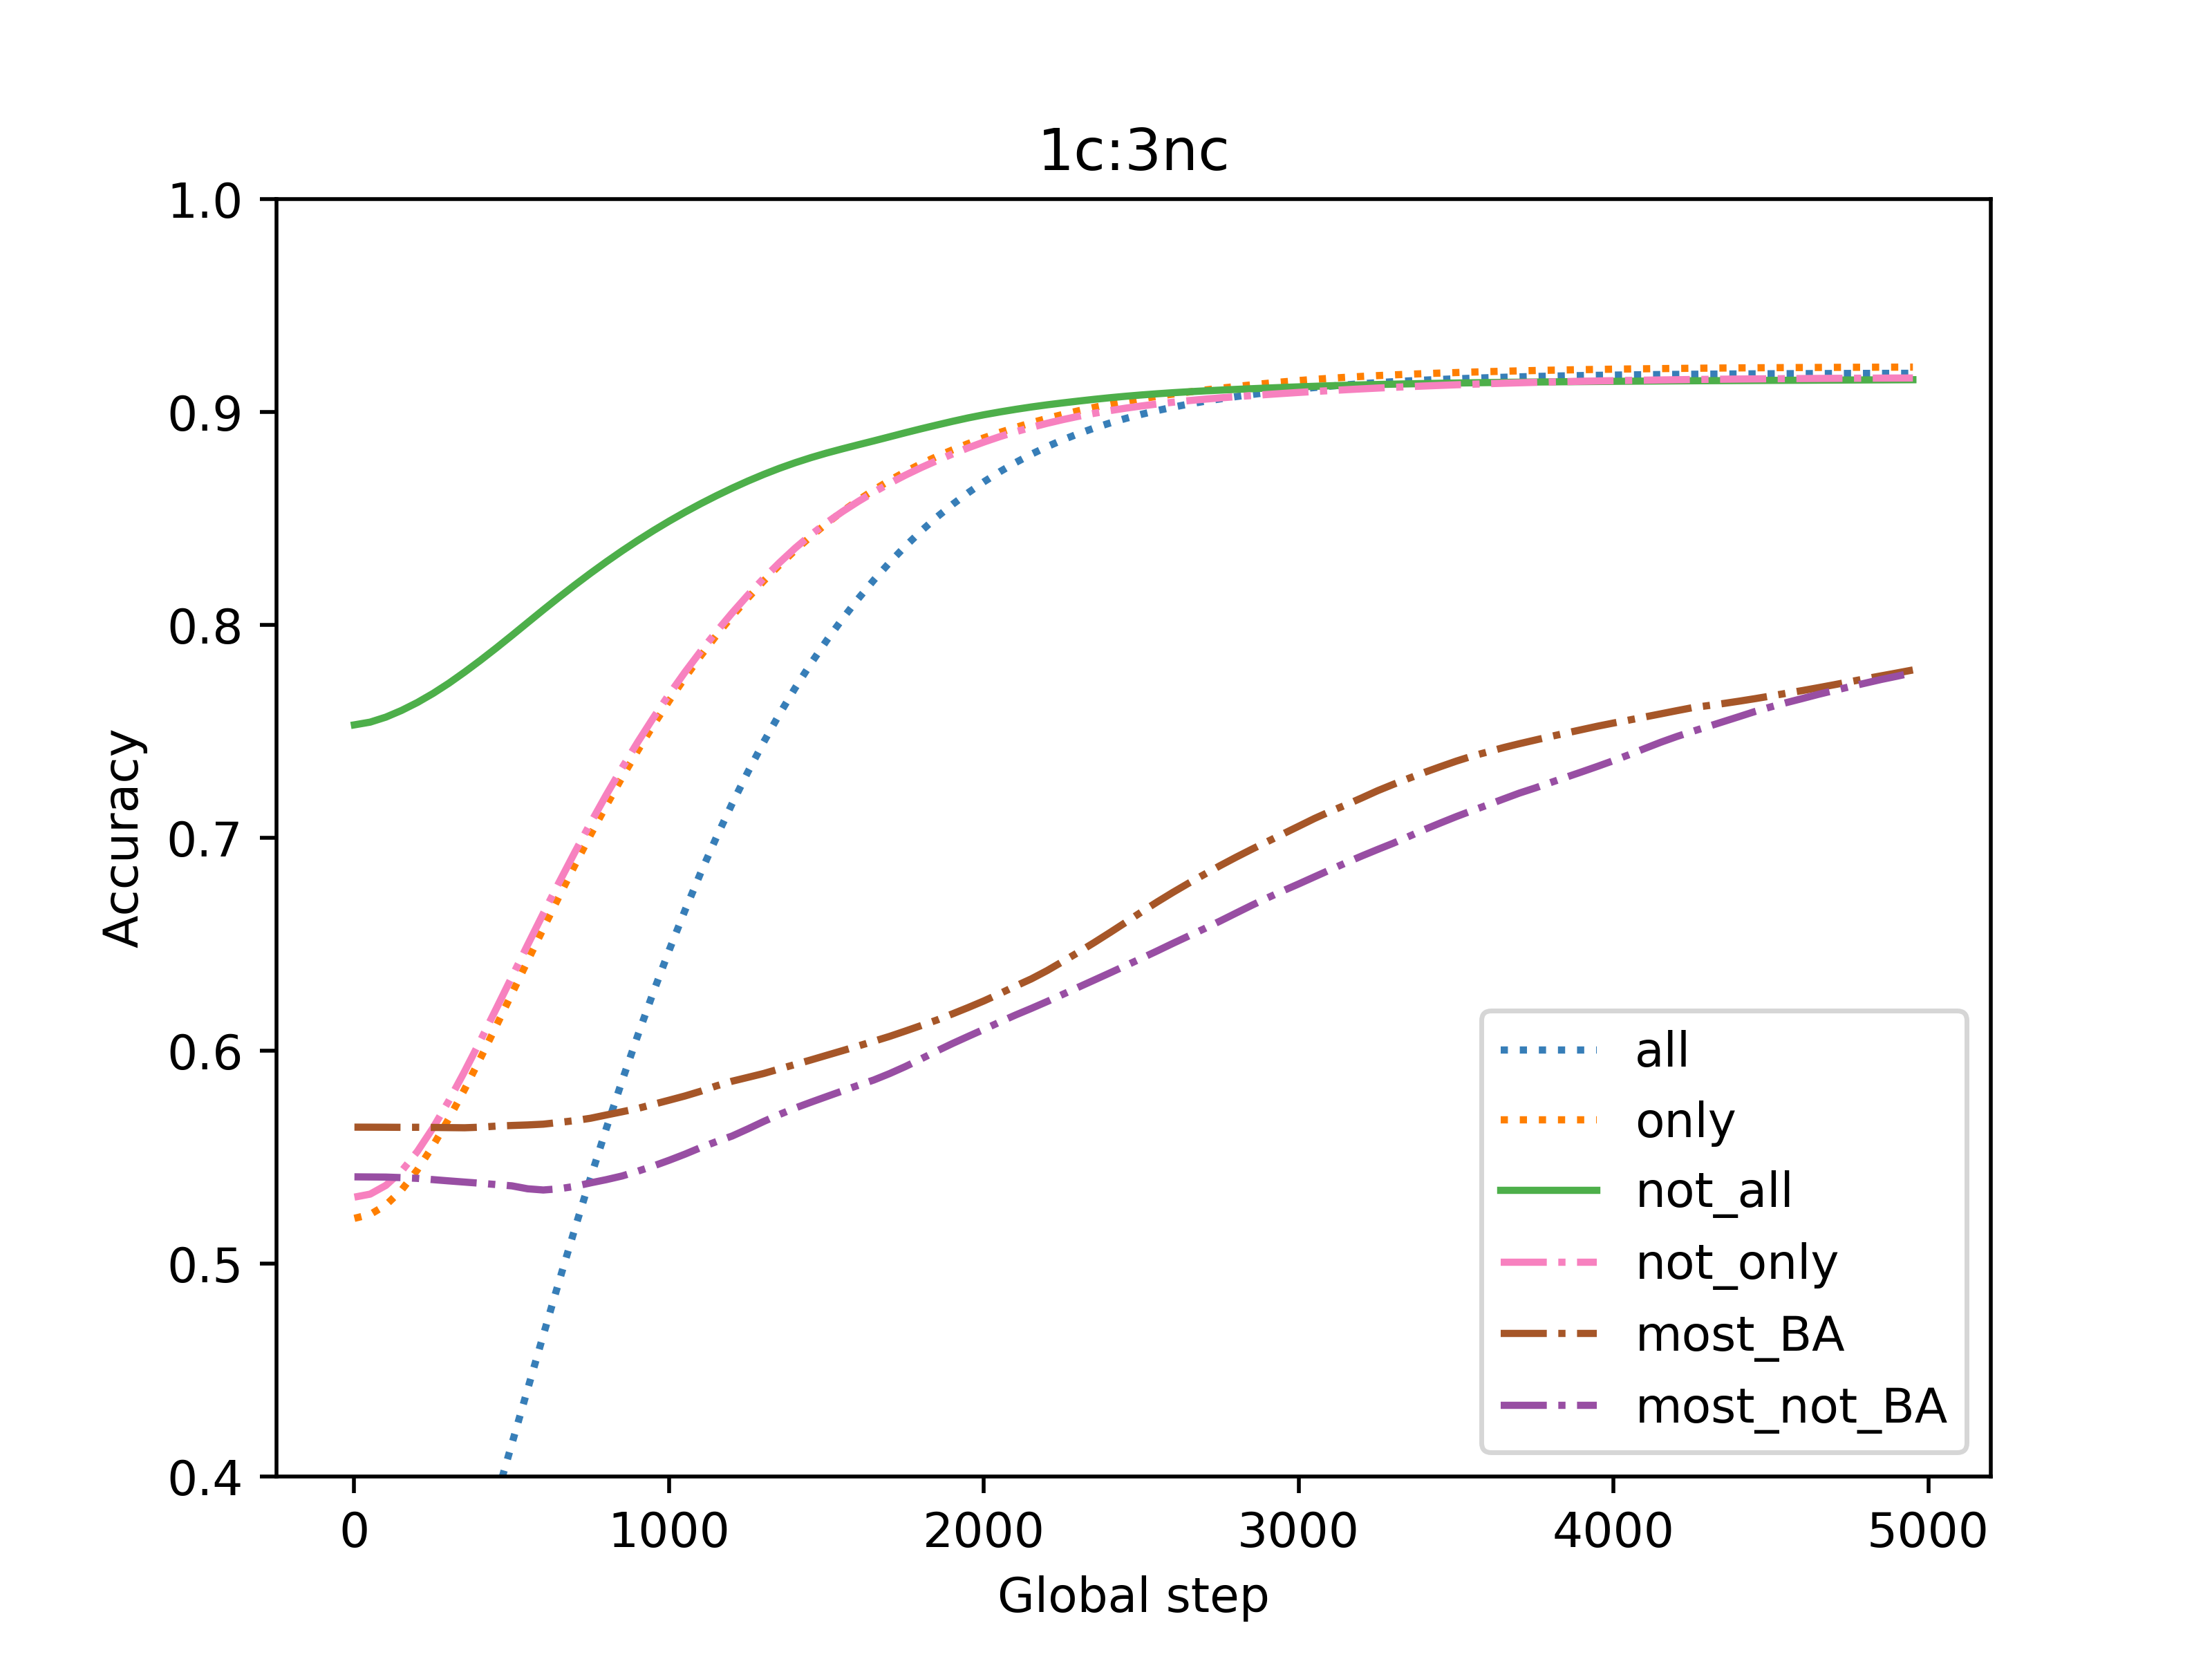 1c:3nc
1.0
0.9
0.8
0.7
0.6
0.5
0.4
Accuracy
0 1000 2000 3000 4000 5000
Global step
all
only
not_all
not_only
most_BA
most_not_BA